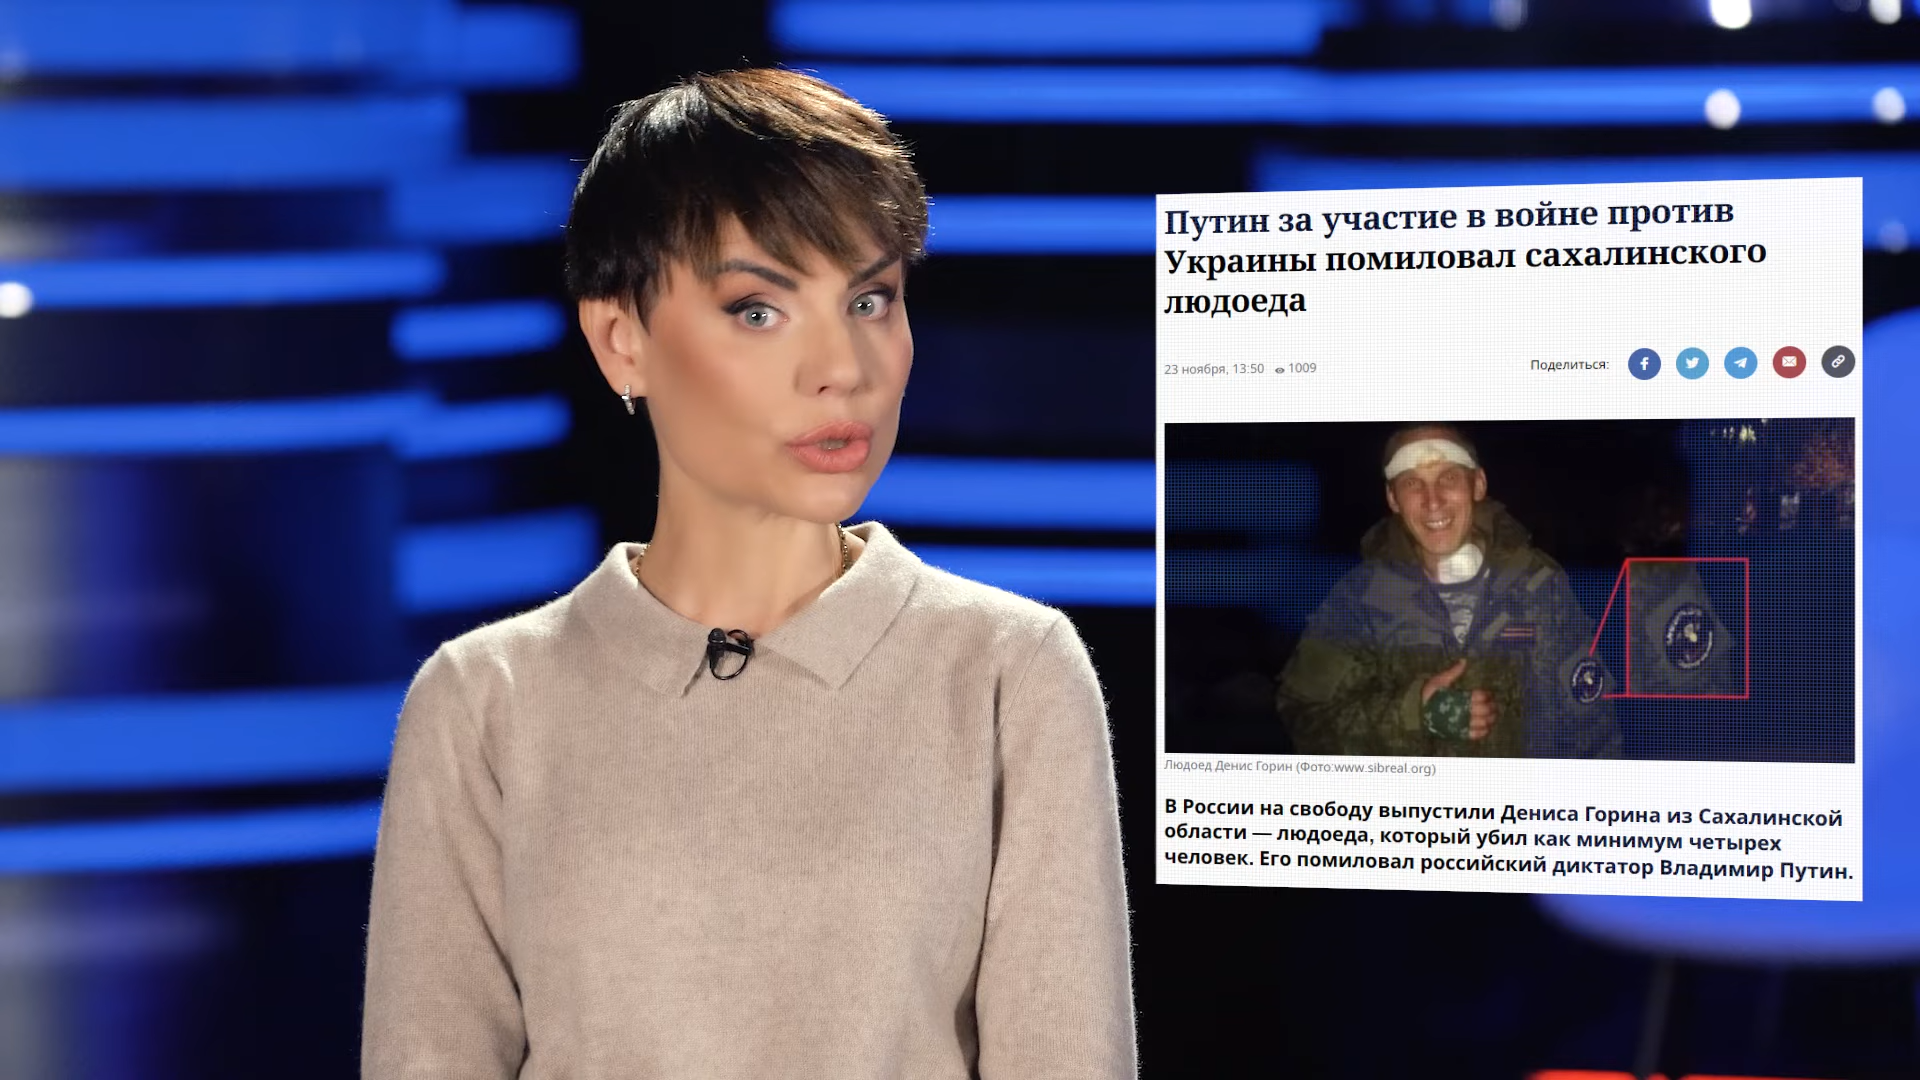 Путин за участие в войне против
Украины помиловал сахалинского
людоеда
23 ноября, 13:50 1009
Поделиться:
Людоед Денис Горин (Фото:www.sibreal.org)
В России на свободу выпустили Дениса Горина из Сахалинской
области — людоеда, который убил как минимум четырех
человек. Его помиловал российский диктатор Владимир Путин.